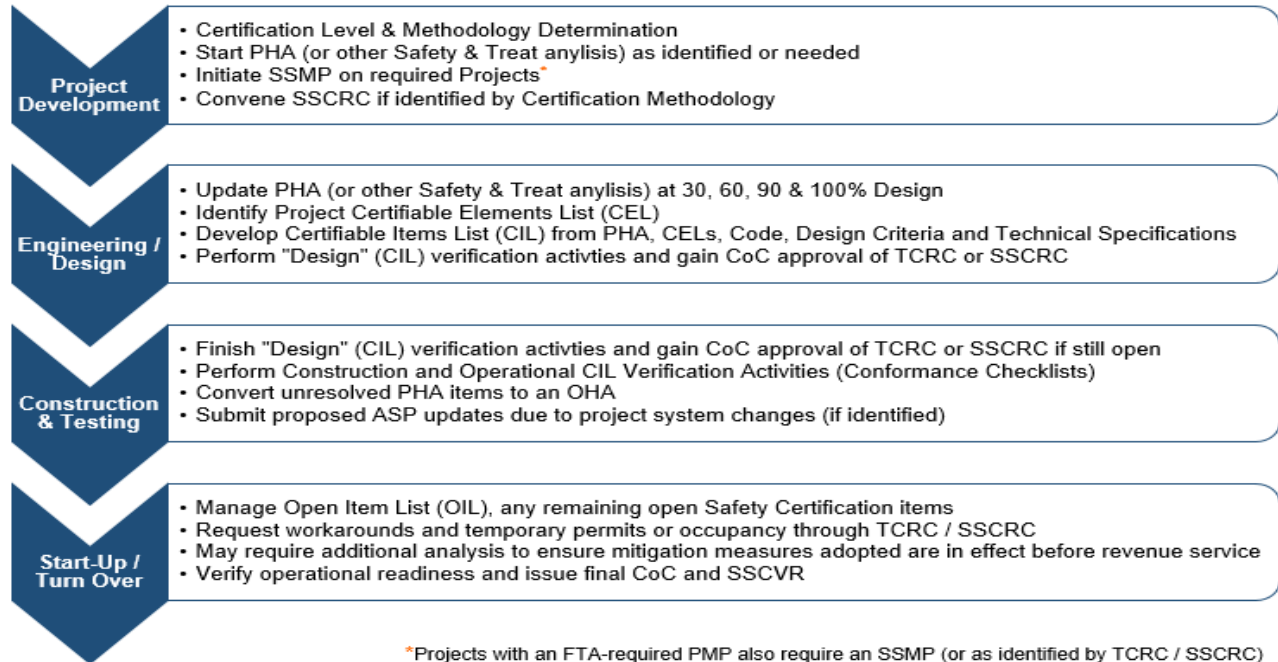 Project
Development
• Certification Level & Methodology Determination
• Start PHA (or other Safety & Treat anylisis) as identified or needed
• Initiate SSMP on required Projects*
• Convene SSCRC if identified by Certification Methodology
Engineering /
Design
• Update PHA (or other Safety & Treat anylisis) at 30, 60, 90 & 100% Design
• Identify Project Certifiable Elements List (CEL)
• Develop Certifiable Items List (CIL) from PHA, CELs, Code, Design Criteria and Technical Specifications
• Perform "Design" (CIL) verification activties and gain CoC approval of TCRC or SSCRC
Construction
& Testing
• Finish "Design" (CIL) verification activties and gain CoC approval of TCRC or SSCRC if still open
• Perform Construction and Operational CIL Verification Activities (Conformance Checklists)
• Convert unresolved PHA items to an OHA
• Submit proposed ASP updates due to project system changes (if identified)
Start-Up /
Turn Over
• Manage Open Item List (OIL), any remaining open Safety Certification items
• Request workarounds and temporary permits or occupancy through TCRC / SSCRC
• May require additional analysis to ensure mitigation measures adopted are in effect before revenue service
• Verify operational readiness and issue final CoC and SSCVR
*Projects with an FTA-required PMP also require an SSMP (or as identified by TCRC / SSCRC)